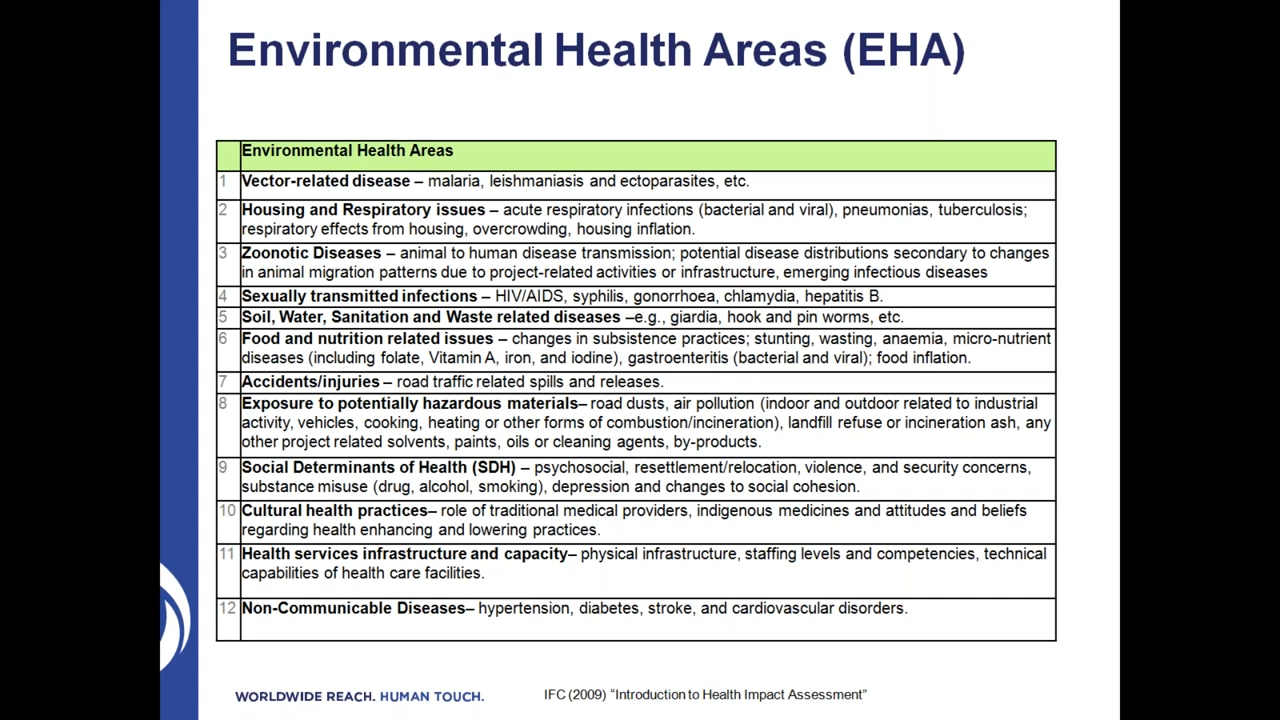 Environmental Health Areas (EHA)
Environmental Health Areas
1 Vector-related disease – malaria, leishmaniasis and ectoparasites, etc.
2 Housing and Respiratory issues – acute respiratory infections (bacterial and viral), pneumonias, tuberculosis;
respiratory effects from housing, overcrowding, housing inflation.
3 Zoonotic Diseases – animal to human disease transmission; potential disease distributions secondary to changes
in animal migration patterns due to project-related activities or infrastructure, emerging infectious diseases
4 Sexually transmitted infections – HIV/AIDS, syphilis, gonorrhoea, chlamydia, hepatitis B.
5 Soil, Water, Sanitation and Waste related diseases –e.g., giardia, hook and pin worms, etc.
6 Food and nutrition related issues – changes in subsistence practices; stunting, wasting, anaemia, micro-nutrient
diseases (including folate, Vitamin A, iron, and iodine), gastroenteritis (bacterial and viral); food inflation.
7 Accidents/injuries – road traffic related spills and releases.
8 Exposure to potentially hazardous materials– road dusts, air pollution (indoor and outdoor related to industrial
activity, vehicles, cooking, heating or other forms of combustion/incineration), landfill refuse or incineration ash, any
other project related solvents, paints, oils or cleaning agents, by-products.
9 Social Determinants of Health (SDH) – psychosocial, resettlement/relocation, violence, and security concerns,
substance misuse (drug, alcohol, smoking), depression and changes to social cohesion.
10 Cultural health practices– role of traditional medical providers, indigenous medicines and attitudes and beliefs
regarding health enhancing and lowering practices.
11 Health services infrastructure and capacity– physical infrastructure, staffing levels and competencies, technical
capabilities of health care facilities.
12 Non-Communicable Diseases– hypertension, diabetes, stroke, and cardiovascular disorders.
WORLDWIDE REACH. HUMAN TOUCH.
IFC (2009) “Introduction to Health Impact Assessment”